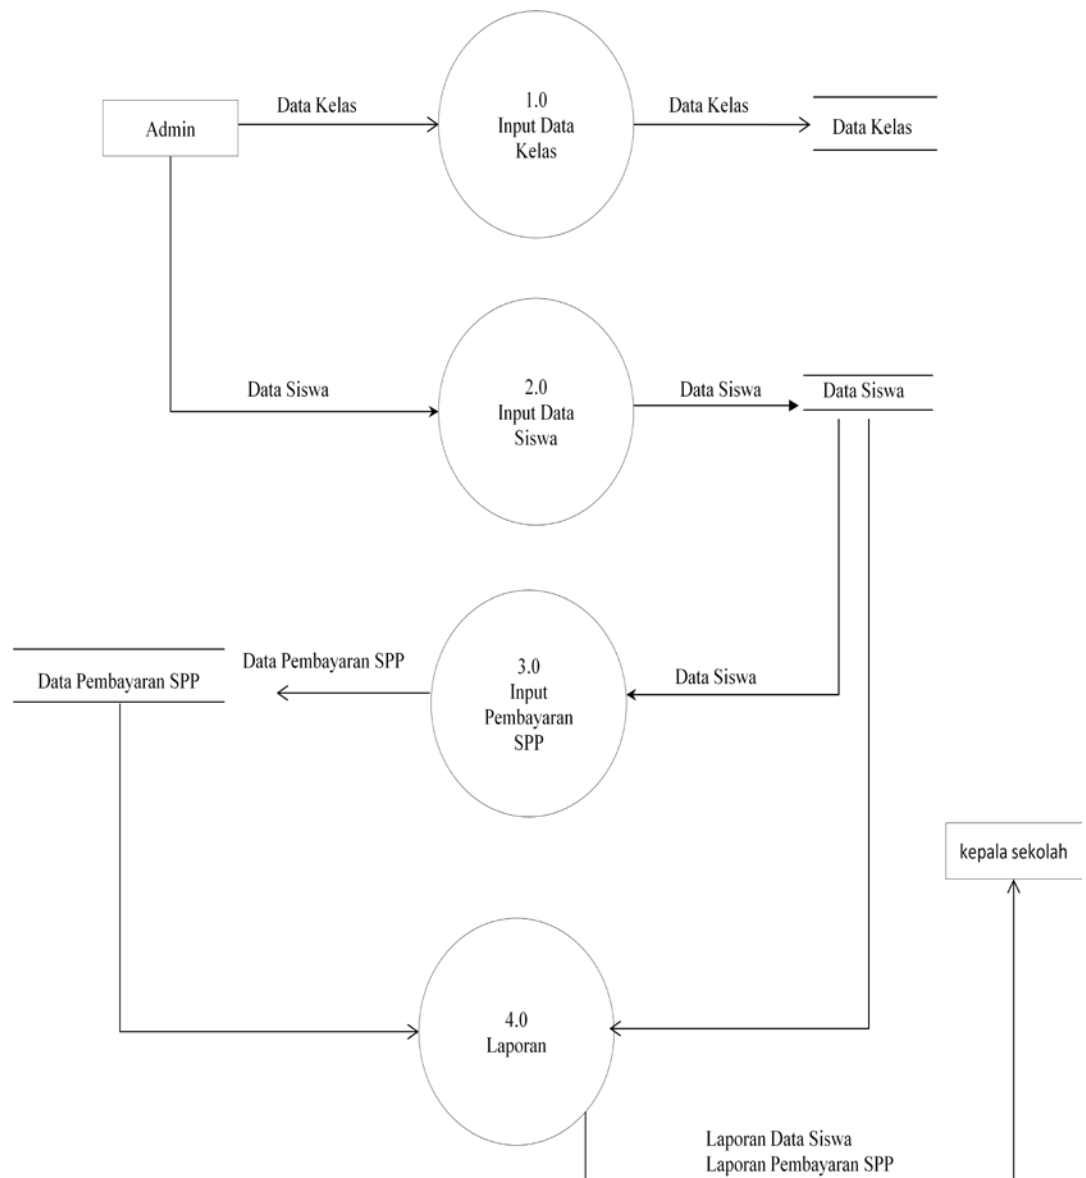 Admin
Data Kelas
1.0
Input Data
Kelas
Data Kelas
Data Kelas
Data Siswa
2.0
Input Data
Siswa
Data Siswa
Data Siswa
Data Pembayaran SPP
Data Pembayaran SPP
3.0
Input
Pembayaran
SPP
Data Siswa
kepala sekolah
4.0
Laporan
Laporan Data Siswa
Laporan Pembayaran SPP